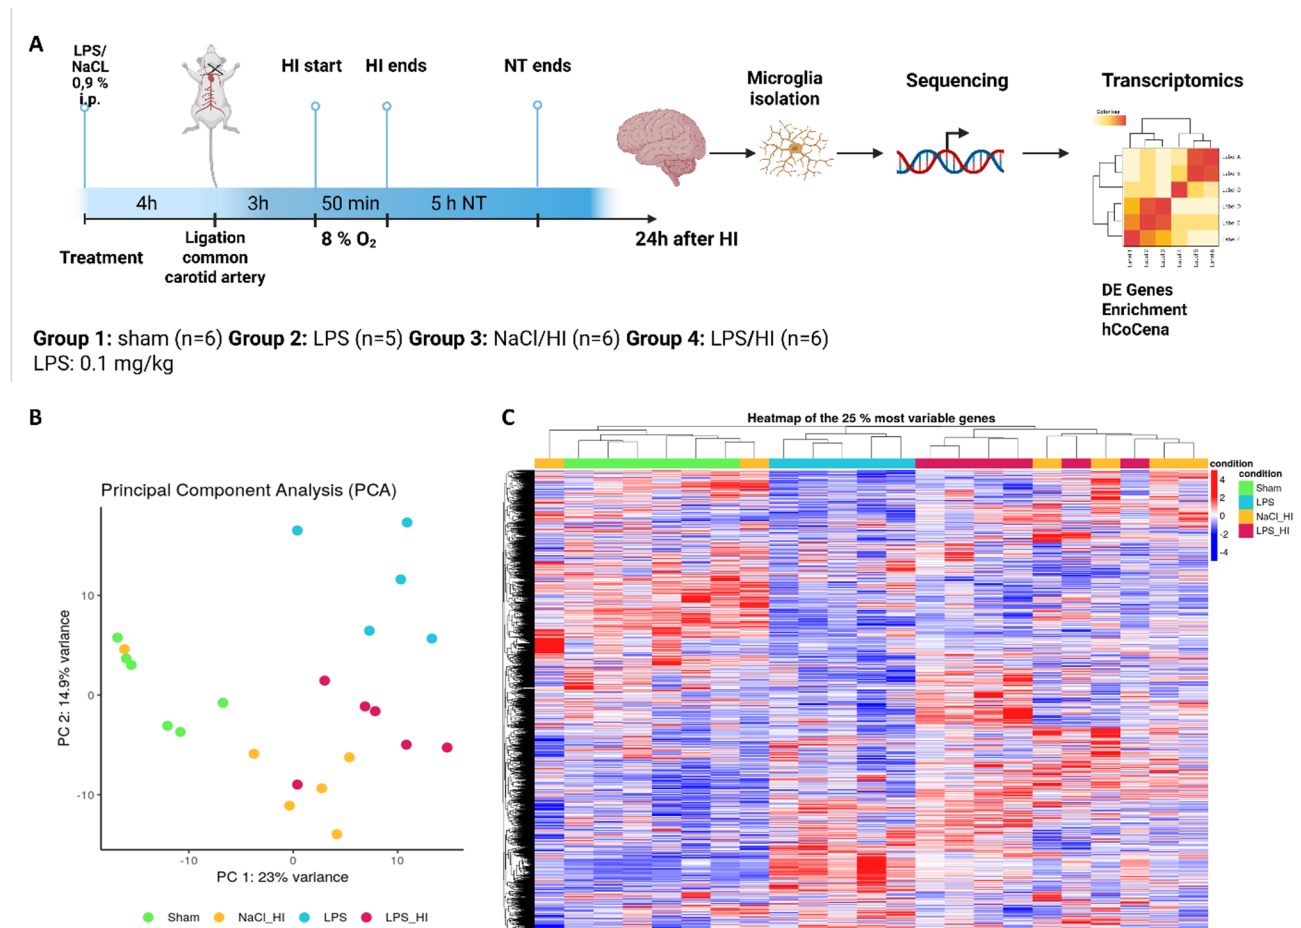 A
LPS/
NaCL
0,9 %
i.p.
HI start
HI ends
NT ends
Microglia
isolation
Sequencing
Transcriptomics
Color key
Label A
4h
3h
50 min
5 h NT
Treatment
Ligation
common
carotid artery
8 % O₂
24h after HI
DE Genes
Enrichment
hCoCena
Group 1: sham (n=6) Group 2: LPS (n=5) Group 3: NaCl/HI (n=6) Group 4: LPS/HI (n=6)
LPS: 0.1 mg/kg
B
Principal Component Analysis (PCA)
PC 2: 14.9% variance
10
0
-10
-10
0
10
PC 1: 23% variance
Sham
NaCl_HI
LPS
LPS_HI
C
Heatmap of the 25 % most variable genes
condition
4
2
0
-2
-4
condition
Sham
LPS
NaCl_HI
LPS_HI